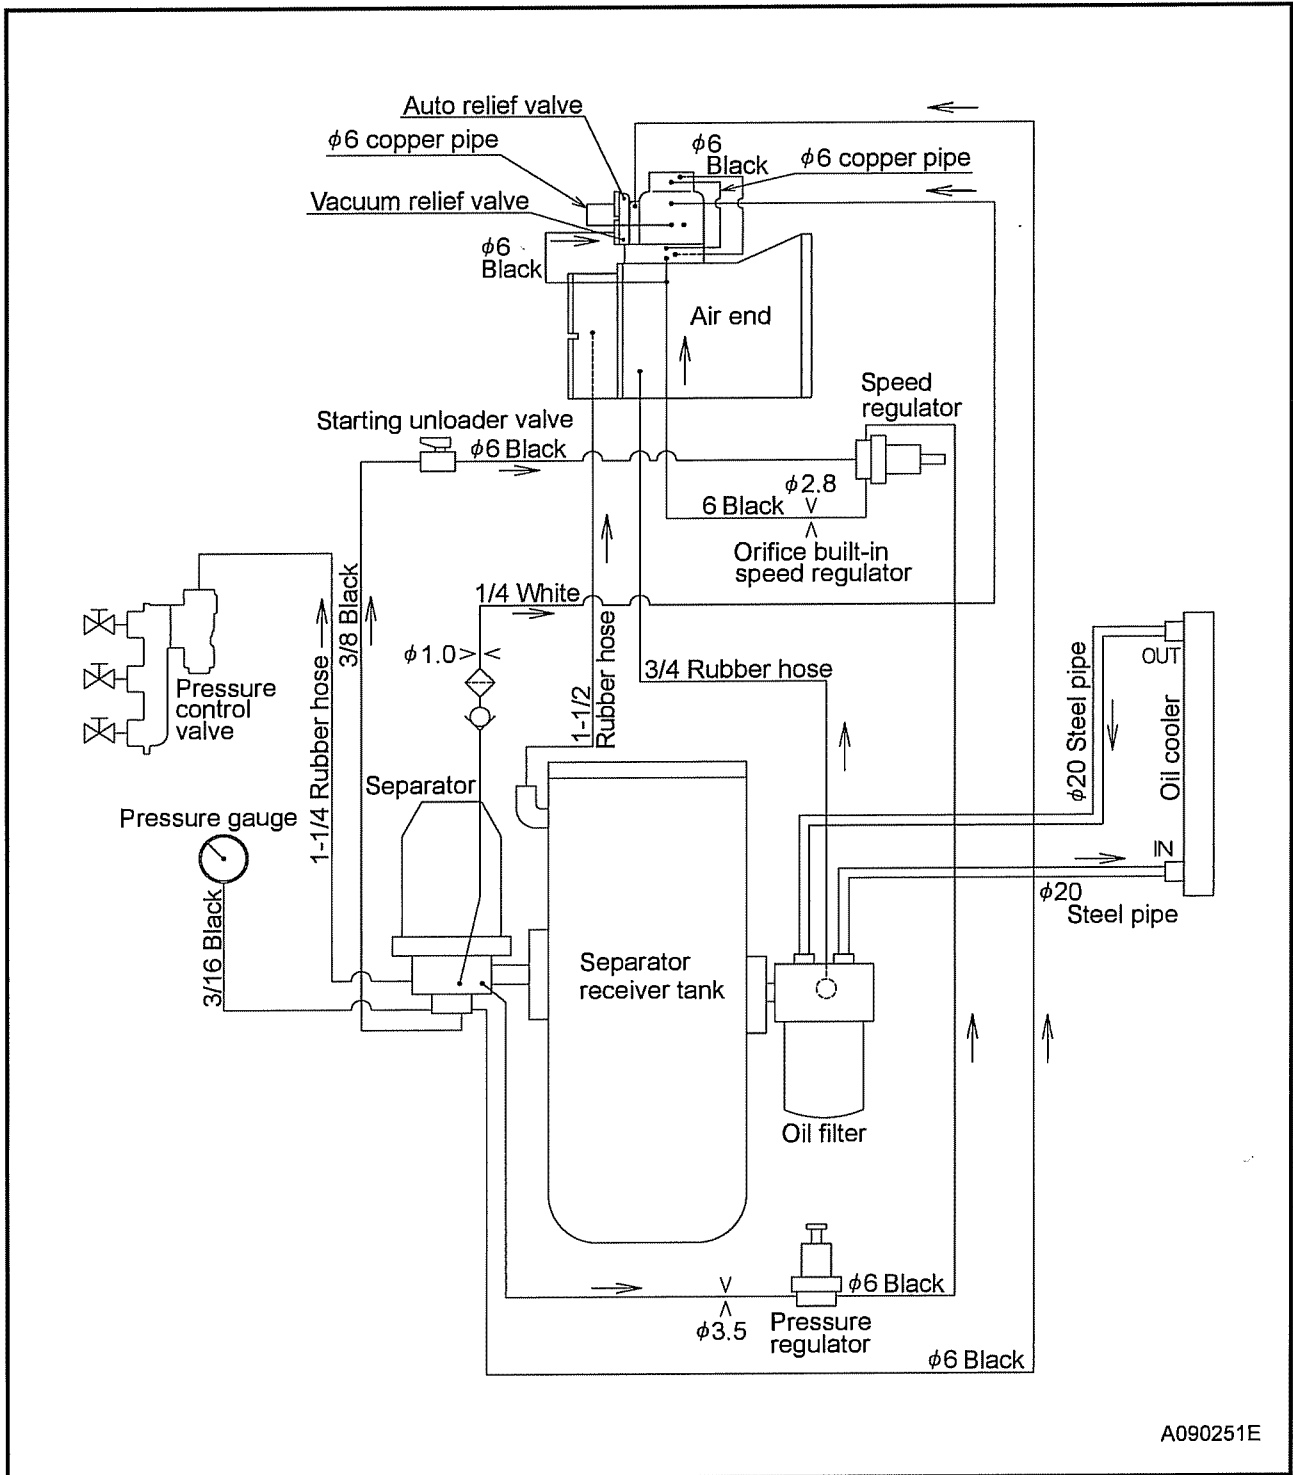 Auto relief valve
φ6 copper pipe
φ6
Black
φ6 copper pipe
Vacuum relief valve
φ6
Black
Air end
Speed
regulator
Starting unloader valve
φ6 Black
φ2.8
6 Black
Orifice built-in
speed regulator
3/8 Black
1/4 White
1-1/2
Rubber hose
φ1.0
3/4 Rubber hose
OUT
φ20 Steel pipe
Oil cooler
Pressure
control
valve
1-1/4 Rubber hose
Separator
Pressure gauge
IN
φ20
Steel pipe
3/16 Black
Separator
receiver tank
Oil filter
φ6 Black
φ3.5
Pressure
regulator
φ6 Black
A090251E